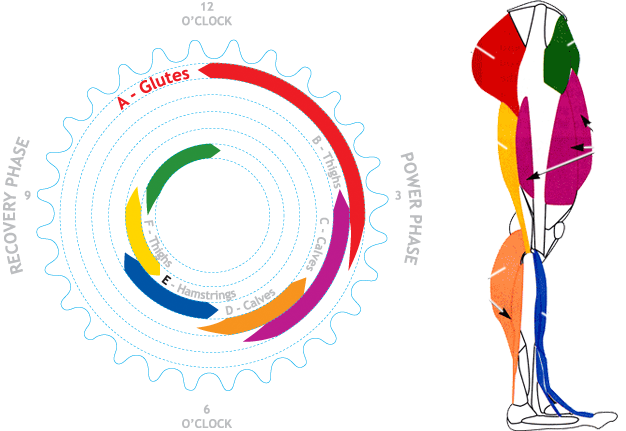 12
O'CLOCK
A - Glutes
B - Thighs
RECOVERY PHASE
9
3
POWER PHASE
C - Calves
F - Thighs
E - Hamstrings
D - Calves
6
O'CLOCK